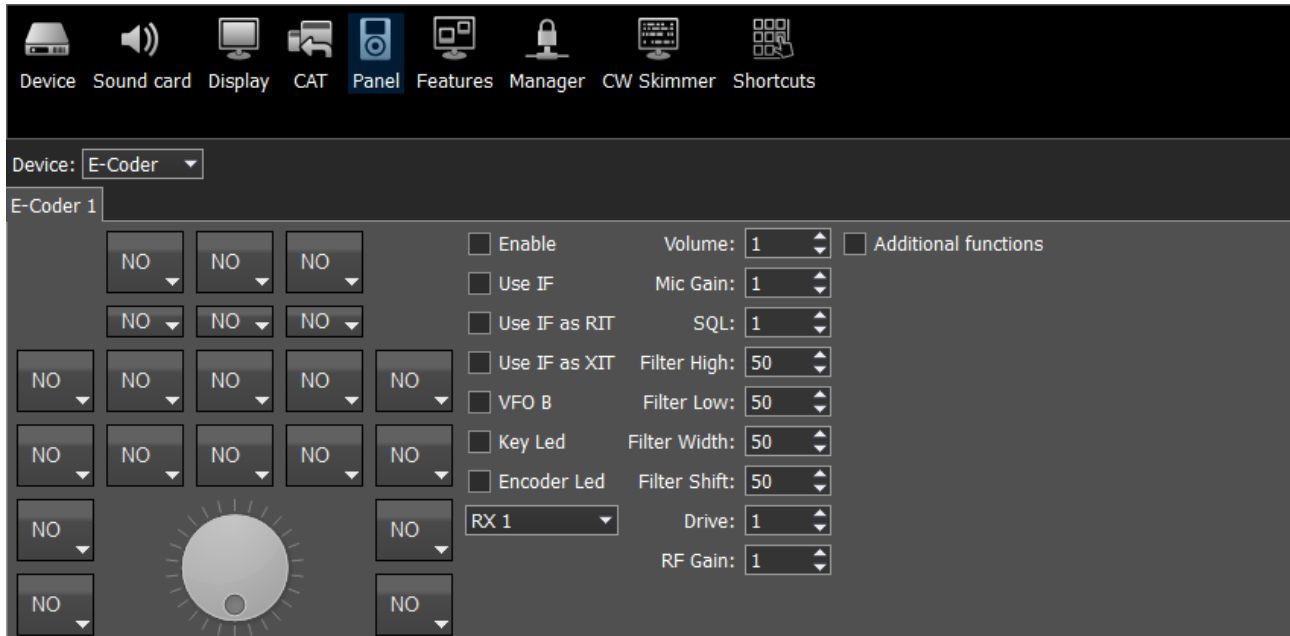 Device Sound card Display CAT Panel Features Manager CW Skimmer Shortcuts
Device: E-Coder
E-Coder 1
NO NO NO
NO NO NO
NO NO NO NO NO
NO NO NO NO NO
NO NO
NO NO
Enable
Use IF
Use IF as RIT
Use IF as XIT
VFO B
Key Led
Encoder Led
RX 1
Volume: 1
Mic Gain: 1
SQL: 1
Filter High: 50
Filter Low: 50
Filter Width: 50
Filter Shift: 50
Drive: 1
RF Gain: 1
Additional functions